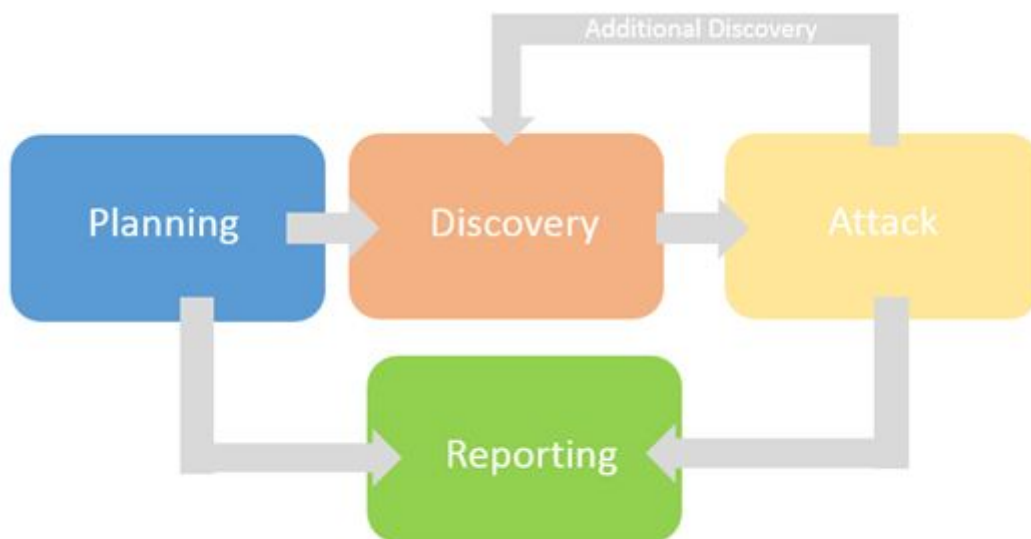 Additional Discovery
Planning
Discovery
Attack
Reporting